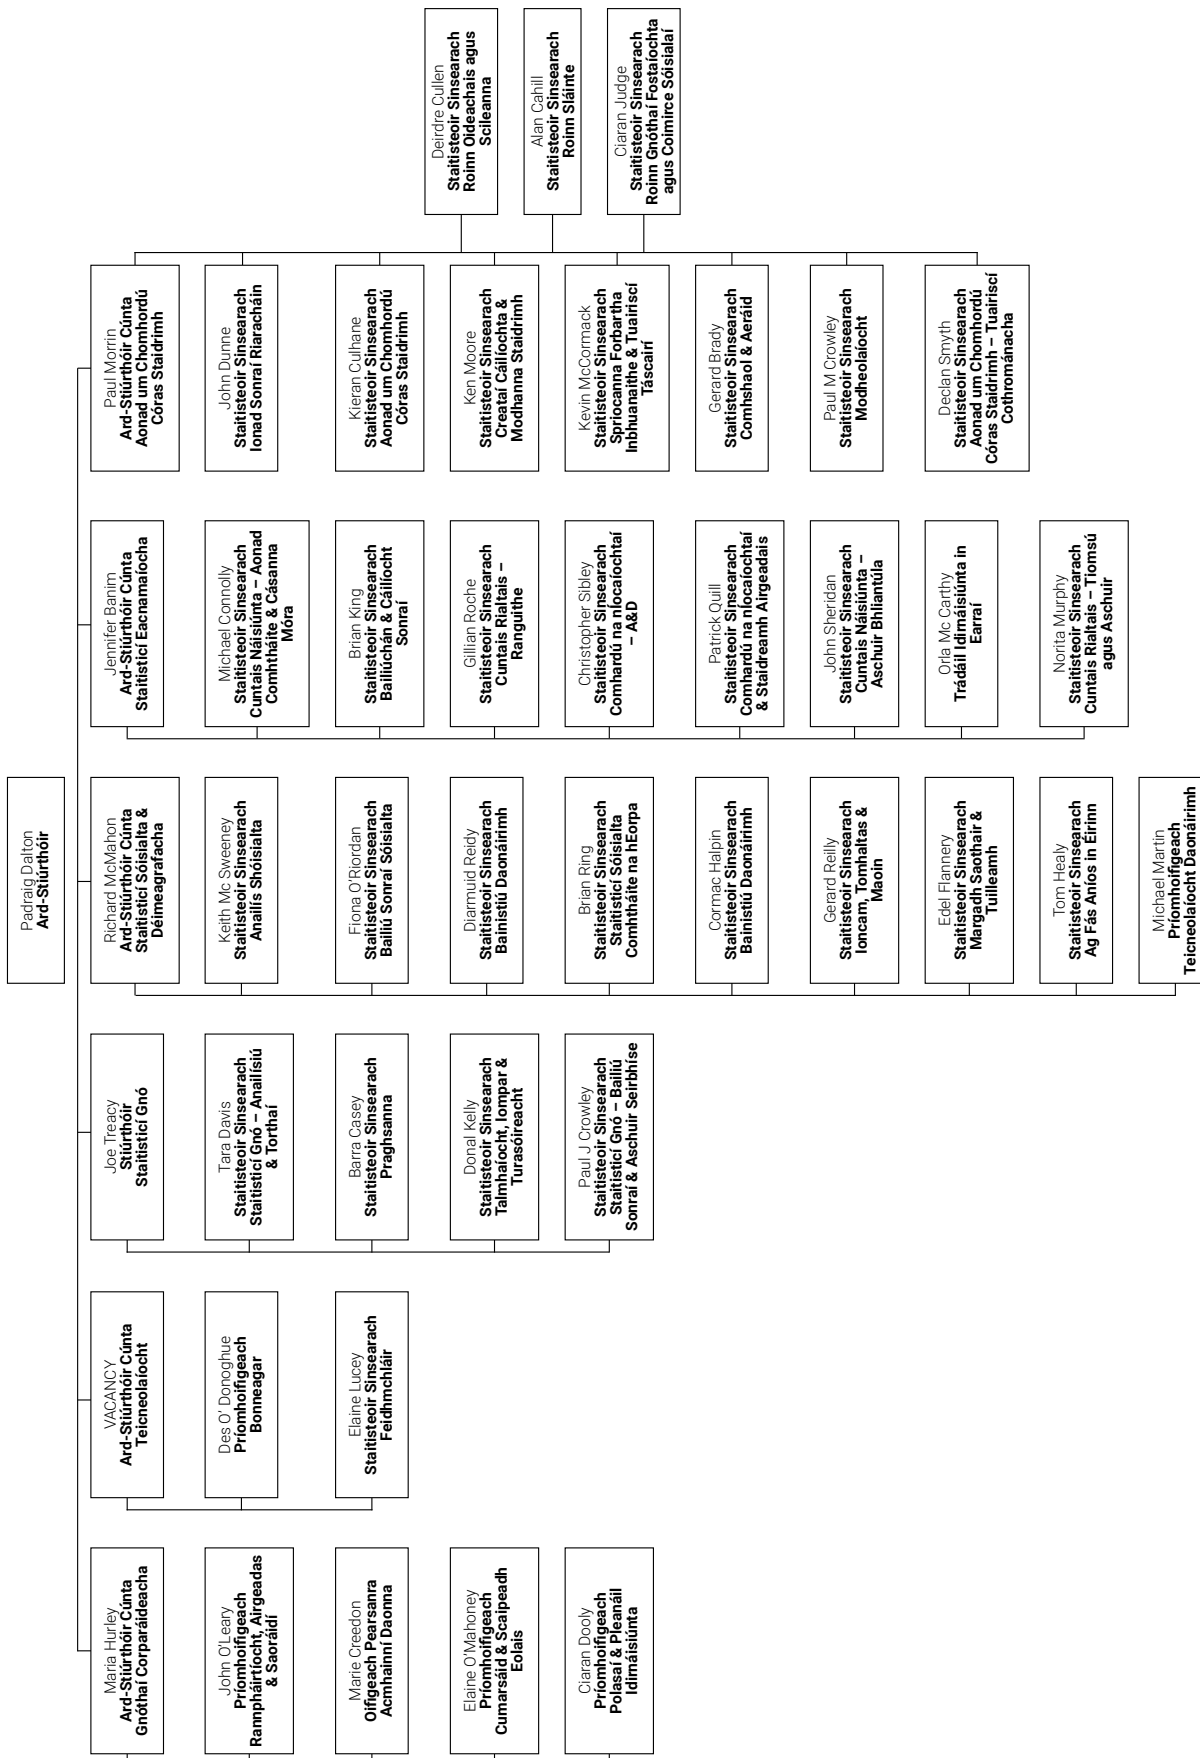 Padraig Dalton
Ard-Stiúrthóir
Maria Hurley
Ard-Stiúrthóir Cúnta
Gnóthaí Corparáideacha
John O'Leary
Príomhoifigeach
Rannpháirtíocht, Airgeadas
& Saoráidí
Marie Creedon
Oifigeach Pearsanra
Acmhainní Daonna
Elaine O'Mahoney
Príomhoifigeach
Cumarsáid & Scaipeadh
Eolais
Ciaran Dooly
Príomhoifigeach
Polasaí & Pleanáil
Idirnáisiúnta
VACANCY
Ard-Stiúrthóir Cúnta
Teicneolaíocht
Des O' Donoghue
Príomhoifigeach
Bonneagar
Elaine Lucey
Staitisteoir Sinsearach
Feidhmchláir
Joe Treacy
Stiúrthóir
Staitisticí Gnó
Tara Davis
Staitisteoir Sinsearach
Staitisticí Gnó – Anailísiú
& Torthaí
Barra Casey
Staitisteoir Sinsearach
Praghsanna
Donal Kelly
Staitisteoir Sinsearach
Talmhaíocht, Iompar &
Turasóireacht
Paul J Crowley
Staitisteoir Sinsearach
Staitisticí Gnó – Bailiú
Sonraí & Aschuir Seirbhíse
Richard McMahon
Ard-Stiúrthóir Cúnta
Staitisticí Sóisialta &
Déimeagrafacha
Keith Mc Sweeney
Staitisteoir Sinsearach
Anailís Shóisialta
Fiona O'Riordan
Staitisteoir Sinsearach
Bailiú Sonraí Sóisialta
Diarmuid Reidy
Staitisteoir Sinsearach
Bainistiú Daonáirimh
Brian Ring
Staitisteoir Sinsearach
Staitisticí Sóisialta
Comhtháite na hEorpa
Cormac Halpin
Staitisteoir Sinsearach
Bainistiú Daonáirimh
Gerard Reilly
Staitisteoir Sinsearach
Ioncam, Tomhaltas &
Maoin
Edel Flannery
Staitisteoir Sinsearach
Margadh Saothair &
Tuilleamh
Tom Healy
Staitisteoir Sinsearach
Ag Fás Aníos in Éirinn
Michael Martin
Príomhoifigeach
Teicneolaíocht Daonáirimh
Jennifer Banim
Ard-Stiúrthóir Cúnta
Staitisticí Eacnamaíocha
Michael Connolly
Staitisteoir Sinsearach
Cuntais Náisiúnta – Aonad
Comhtháite & Cásanna
Móra
Brian King
Staitisteoir Sinsearach
Bailiúchán & Cáilíocht
Sonraí
Gillian Roche
Staitisteoir Sinsearach
Cuntais Rialtais –
Ranguithe
Christopher Sibley
Staitisteoir Sinsearach
Comhardú na nÍocaíochtaí
– A&D
Patrick Quill
Staitisteoir Sinsearach
Comhardú na nÍocaíochtaí
& Staidreamh Airgeadais
John Sheridan
Staitisteoir Sinsearach
Cuntais Náisiúnta –
Aschuir Bhliantúla
Orla Mc Carthy
Trádáil Idirnáisiúnta in
Earraí
Norita Murphy
Staitisteoir Sinsearach
Cuntais Rialtais – Tiomsú
agus Aschuir
Paul Morrin
Ard-Stiúrthóir Cúnta
Aonad um Chomhordú
Córas Staidrimh
John Dunne
Staitisteoir Sinsearach
Ionad Sonraí Riaracháin
Kieran Culhane
Staitisteoir Sinsearach
Aonad um Chomhordú
Córas Staidrimh
Ken Moore
Staitisteoir Sinsearach
Creataí Cáilíochta &
Modhanna Staidrimh
Kevin McCormack
Staitisteoir Sinsearach
Spriocanna Forbartha
Inbhuanaithe & Tuairiscí
Táscairí
Gerard Brady
Staitisteoir Sinsearach
Comhshaol & Aeráid
Paul M Crowley
Staitisteoir Sinsearach
Modheolaíocht
Declan Smyth
Staitisteoir Sinsearach
Aonad um Chomhordú
Córas Staidrimh – Tuairiscí
Cothrománacha
Deirdre Cullen
Staitisteoir Sinsearach
Roinn Oideachais agus
Scileanna
Alan Cahill
Staitisteoir Sinsearach
Roinn Sláinte
Ciaran Judge
Staitisteoir Sinsearach
Roinn Gnóthaí Fostaíochta
agus Coimirce Sóisialaí